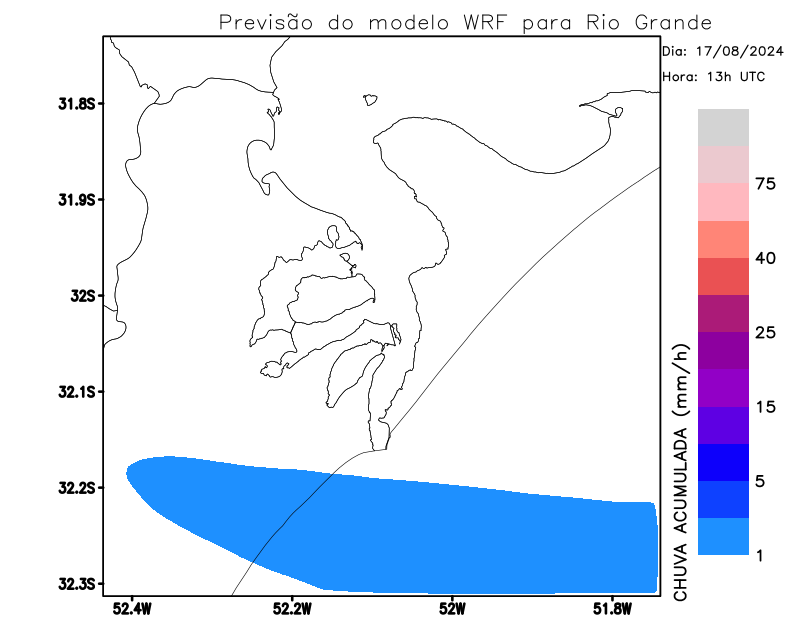 Previsão do modelo WRF para Rio Grande
Dia: 17/08/2024
Hora: 13h UTC
31.8S
31.9S
32S
32.1S
32.2S
32.3S
52.4W
52.2W
52W
51.8W
75
40
25
15
5
1
CHUVA ACUMULADA (mm/h)